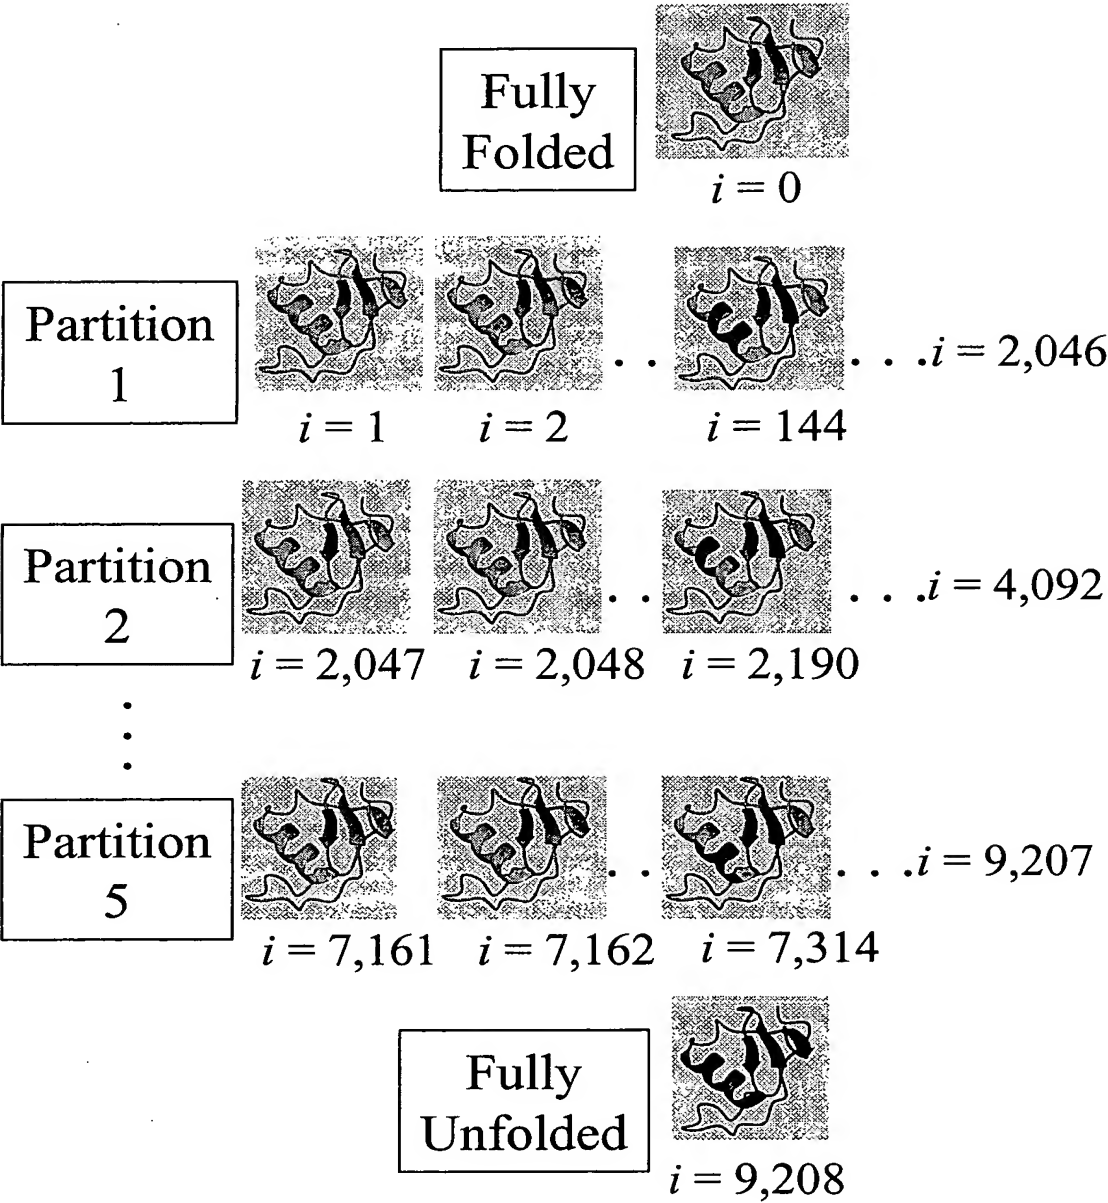 Fully
Folded
i = 0
Partition
1
. . . . . i = 2,046
i = 1 i = 2 i = 144
Partition
2
. . . . . i = 4,092
i = 2,047 i = 2,048 i = 2,190
Partition
5
. . . . . i = 9,207
i = 7,161 i = 7,162 i = 7,314
Fully
Unfolded
i = 9,208